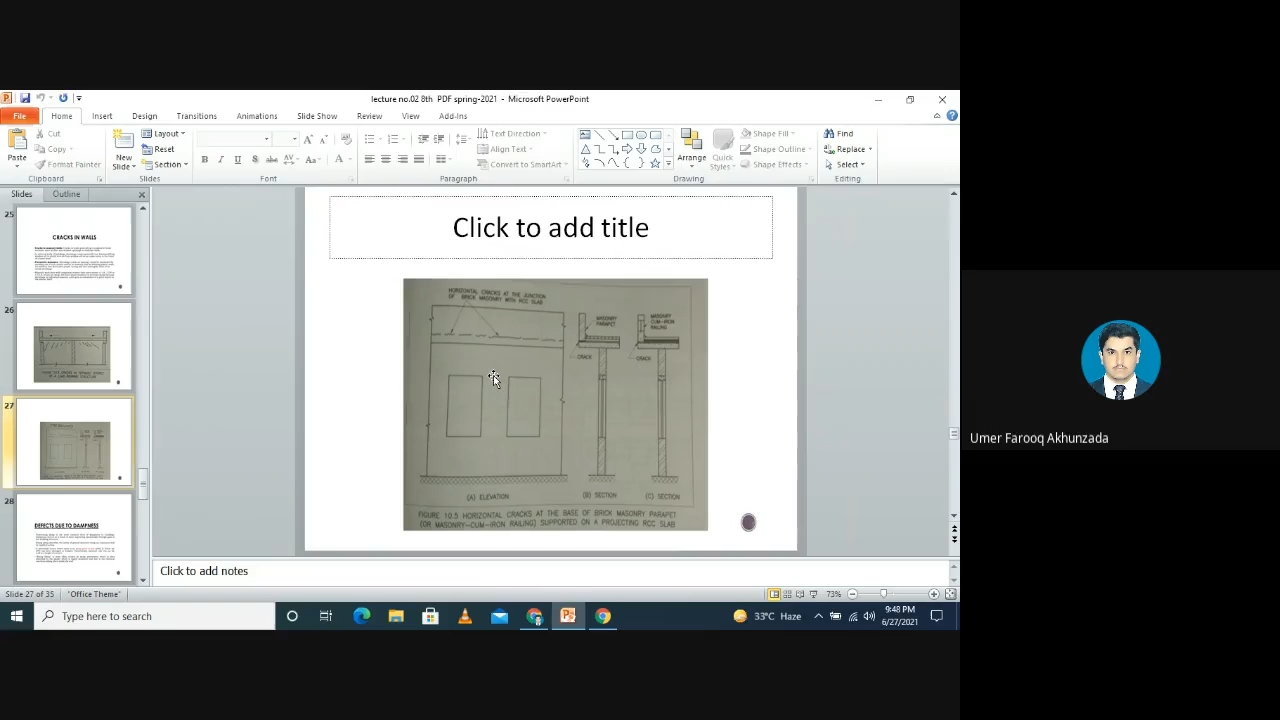 lecture no.02 8th PDF spring-2021 - Microsoft PowerPoint
File Home Insert Design Transitions Animations Slide Show Review View Add-Ins
Paste
Cut
Copy
Format Painter
Clipboard
New Slide
Layout
Reset
Section
Slides
B I U S abc AV Aa A
Font
Text Direction
Align Text
Convert to SmartArt
Paragraph
Arrange
Quick Styles
Shape Fill
Shape Outline
Shape Effects
Drawing
Find
Replace
Select
Editing
Slides Outline
25
CRACKS IN WALLS
26
27
28
DEFECTS DUE TO DAMPNESS
Click to add title
HORIZONTAL CRACKS AT THE JUNCTION
OF BRICK MASONRY WITH RCC SLAB
MASONRY
PARAPET
CRACK
MASONRY
CUM-IRON
RAILING
CRACK
(A) ELEVATION
(B) SECTION
(C) SECTION
FIGURE 10.5 HORIZONTAL CRACKS AT THE BASE OF BRICK MASONRY PARAPET
(OR MASONRY-CUM-IRON RAILING) SUPPORTED ON A PROJECTING RCC SLAB
Click to add notes
Slide 27 of 35 "Office Theme" 73%
Type here to search
33°C Haze
9:48 PM
6/27/2021
Umer Farooq Akhunzada